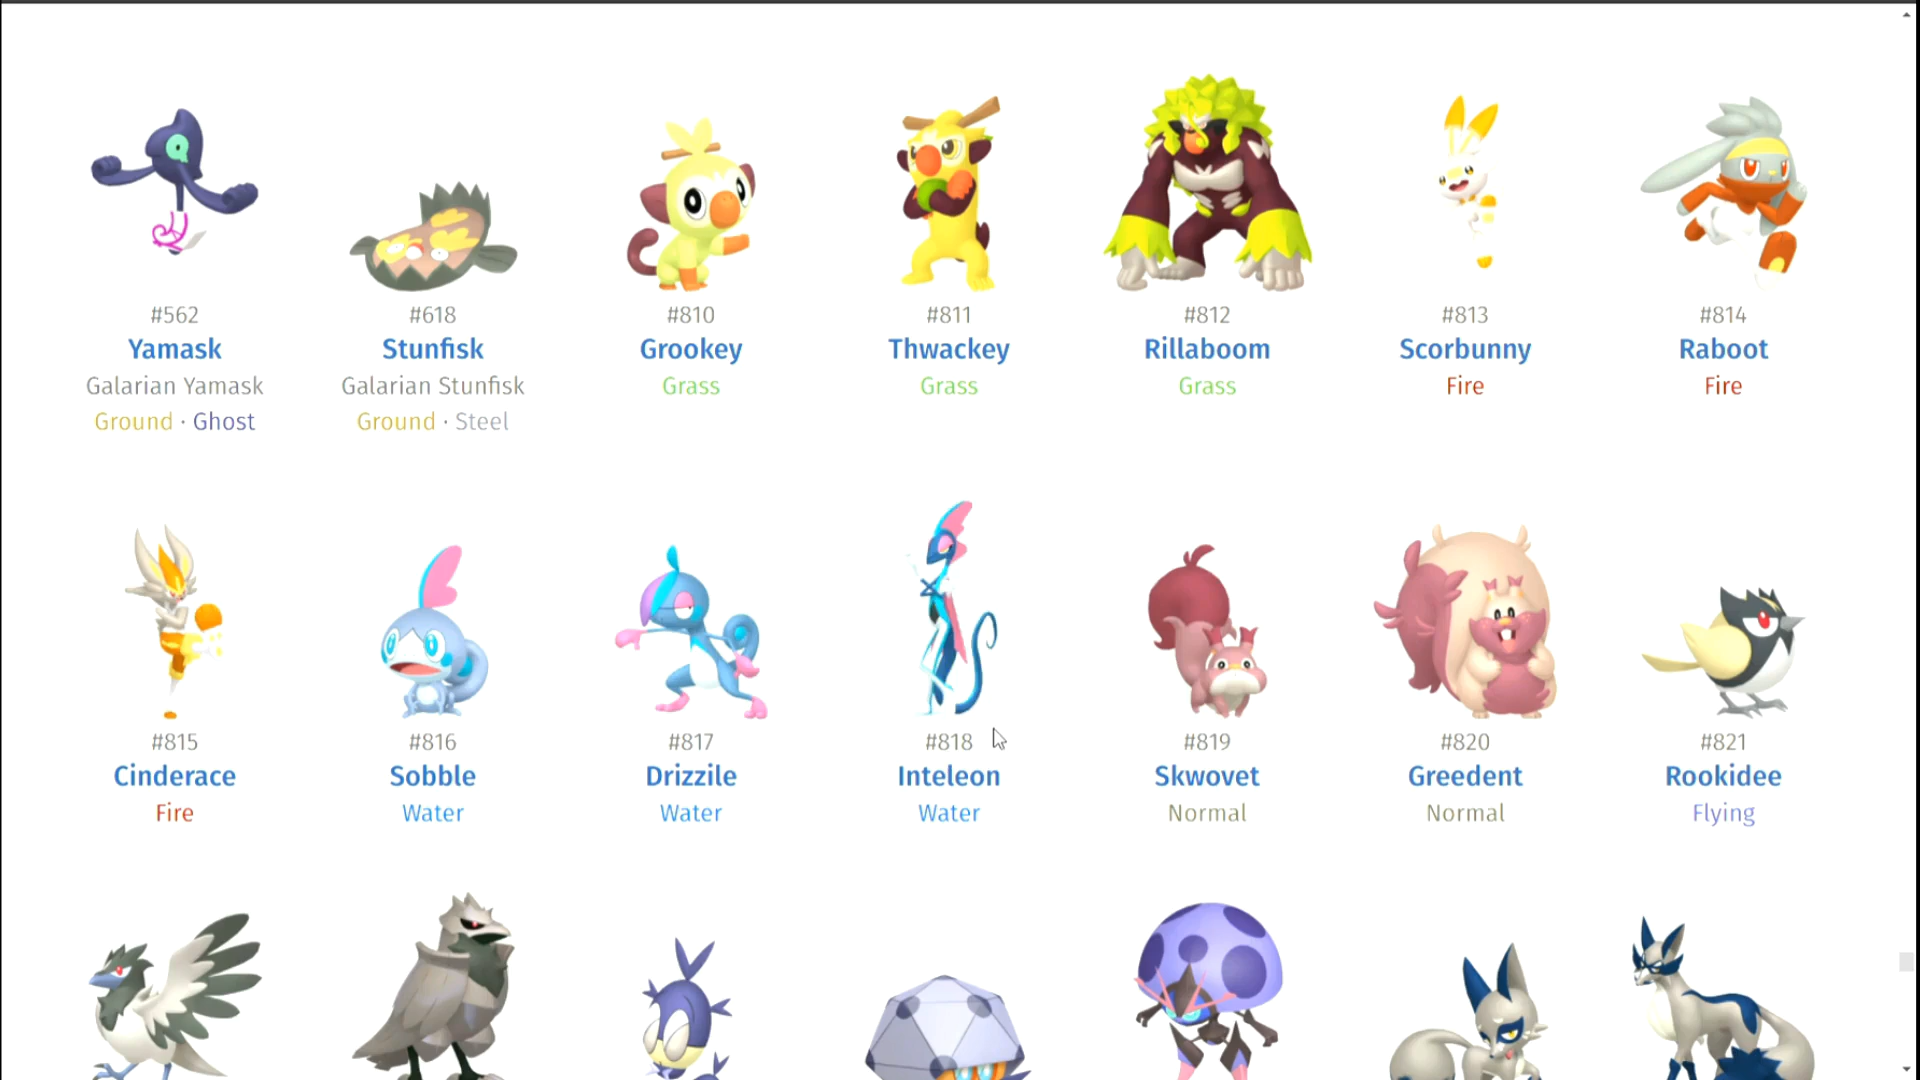 #562
Yamask
Galarian Yamask
Ground · Ghost
#618
Stunfisk
Galarian Stunfisk
Ground · Steel
#810
Grookey
Grass
#811
Thwackey
Grass
#812
Rillaboom
Grass
#813
Scorbunny
Fire
#814
Raboot
Fire
#815
Cinderace
Fire
#816
Sobble
Water
#817
Drizzile
Water
#818
Inteleon
Water
#819
Skwovet
Normal
#820
Greedent
Normal
#821
Rookidee
Flying